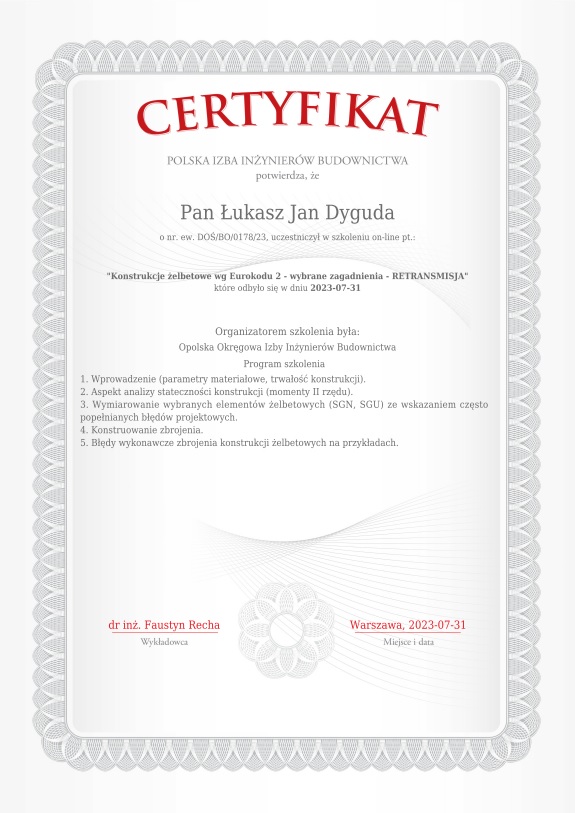 CERTYFIKAT
POLSKA IZBA INŻYNIERÓW BUDOWNICTWA
potwierdza, że
Pan Łukasz Jan Dyguda
o nr. ew. DOŚ/BO/0178/23, uczestniczył w szkoleniu on-line pt.:
"Konstrukcje żelbetowe wg Eurokodu 2 - wybrane zagadnienia - RETRANSMISJA"
które odbyło się w dniu 2023-07-31
Organizatorem szkolenia była:
Opolska Okręgowa Izby Inżynierów Budownictwa
Program szkolenia
1. Wprowadzenie (parametry materiałowe, trwałość konstrukcji).
2. Aspekt analizy stateczności konstrukcji (momenty II rzędu).
3. Wymiarowanie wybranych elementów żelbetowych (SGN, SGU) ze wskazaniem często
popełnianych błędów projektowych.
4. Konstruowanie zbrojenia.
5. Błędy wykonawcze zbrojenia konstrukcji żelbetowych na przykładach.
dr inż. Faustyn Recha
Wykładowca
Warszawa, 2023-07-31
Miejsce i data